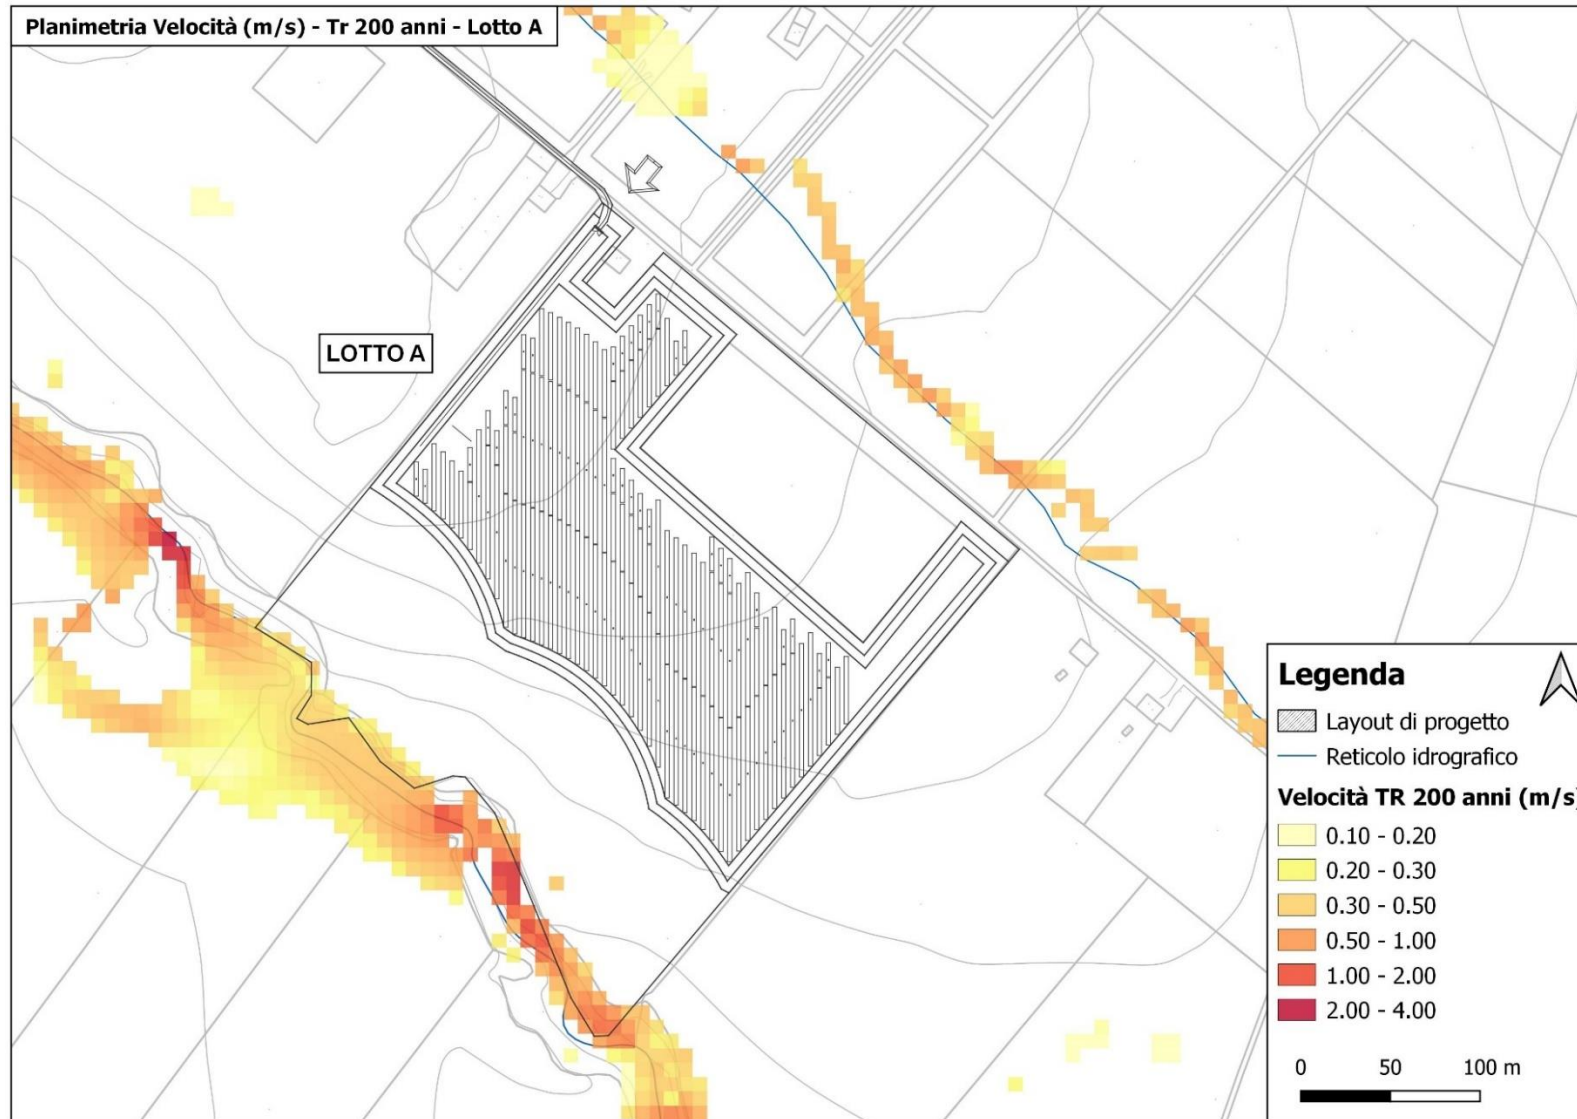 Planimetria Velocità (m/s) - Tr 200 anni - Lotto A
LOTTO A
Legenda
Layout di progetto
Reticolo idrografico
Velocità TR 200 anni (m/s)
0.10 - 0.20
0.20 - 0.30
0.30 - 0.50
0.50 - 1.00
1.00 - 2.00
2.00 - 4.00
0 50 100 m